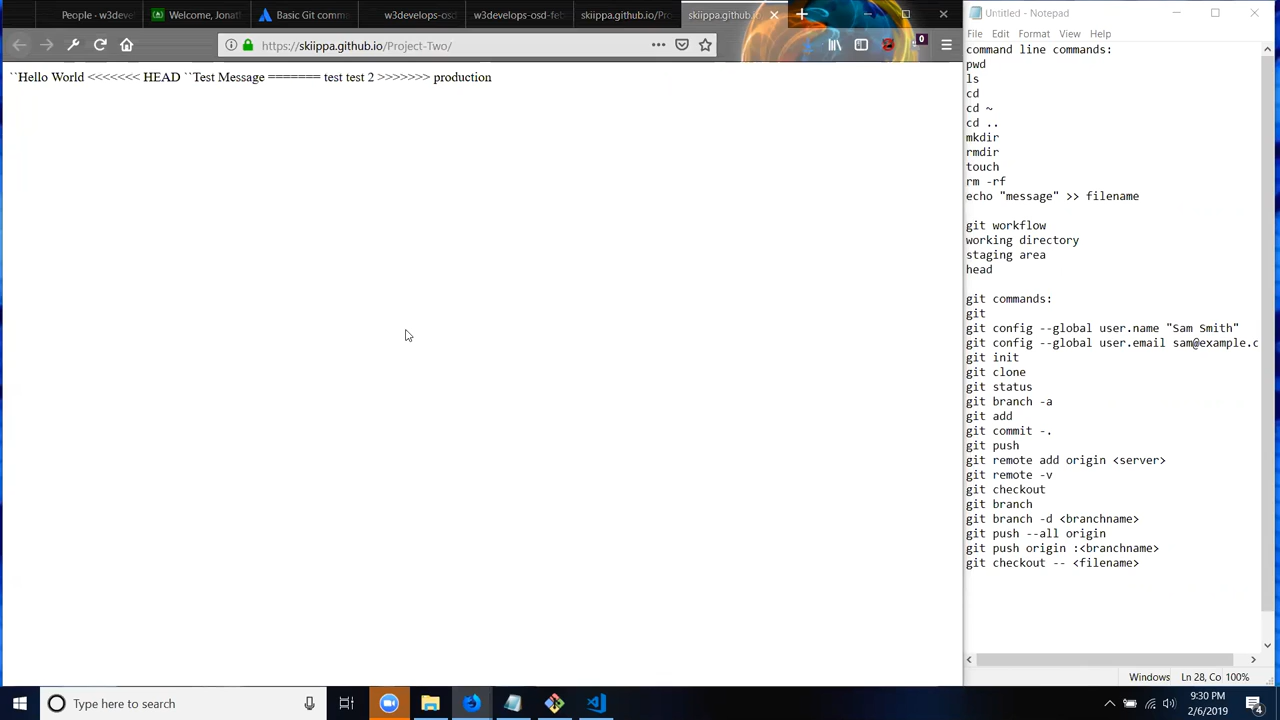 People - w3devel
Welcome, Jonat
Basic Git comm
w3develops-osd
w3develops-osd-feb
skiippa.github.io/Pro
skiippa.github.
Untitled - Notepad
File Edit Format View Help
https://skiippa.github.io/Project-Two/
0
``Hello World <<<<<<< HEAD ``Test Message ======= test test 2 >>>>>>> production
command line commands:
pwd
ls
cd
cd ~
cd ..
mkdir
rmdir
touch
rm -rf
echo "message" >> filename
git workflow
working directory
staging area
head
git commands:
git
git config --global user.name "Sam Smith"
git config --global user.email sam@example.c
git init
git clone
git status
git branch -a
git add
git commit -.
git push
git remote add origin <server>
git remote -v
git checkout
git branch
git branch -d <branchname>
git push --all origin
git push origin :<branchname>
git checkout -- <filename>
Windows Ln 28, Co 100%
Type here to search
9:30 PM
2/6/2019
4